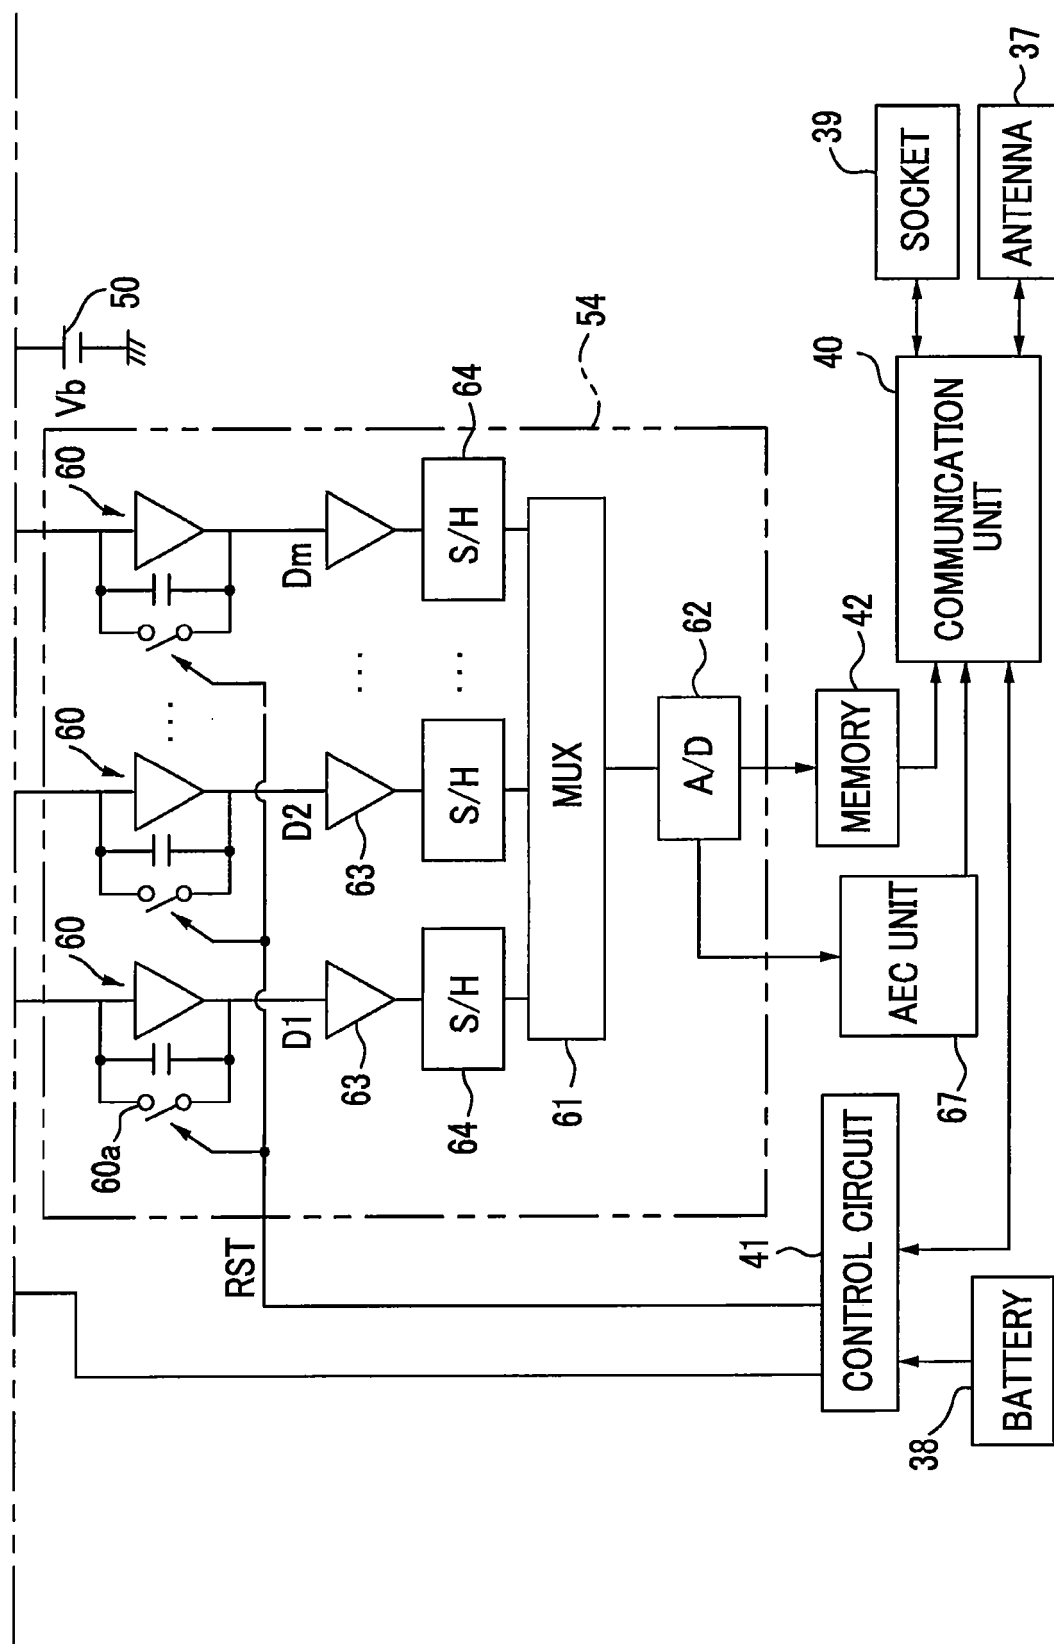 Vb
50
54
60
60
60
60a
RST
D1
D2
Dm
63
63
64
64
S/H
S/H
S/H
...
...
...
MUX
61
A/D
62
MEMORY
42
AEC UNIT
67
CONTROL CIRCUIT
41
BATTERY
38
COMMUNICATION
UNIT
40
SOCKET
39
ANTENNA
37